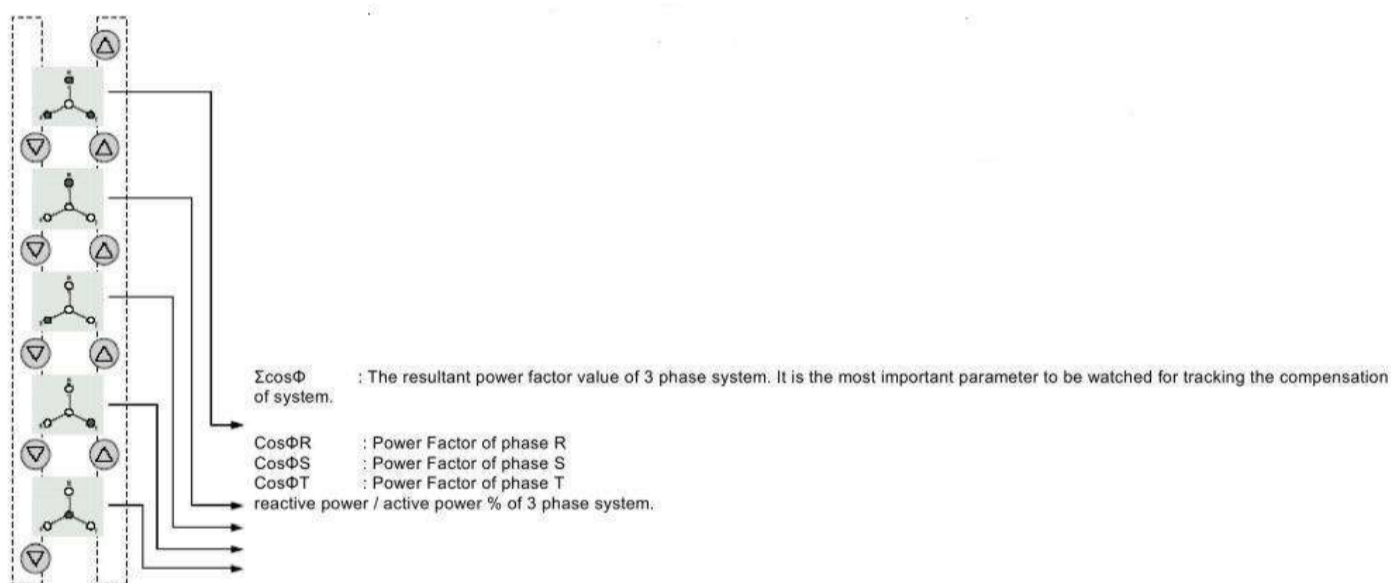 ΣcosΦ : The resultant power factor value of 3 phase system. It is the most important parameter to be watched for tracking the compensation
of system.
CosΦR : Power Factor of phase R
CosΦS : Power Factor of phase S
CosΦT : Power Factor of phase T
reactive power / active power % of 3 phase system.